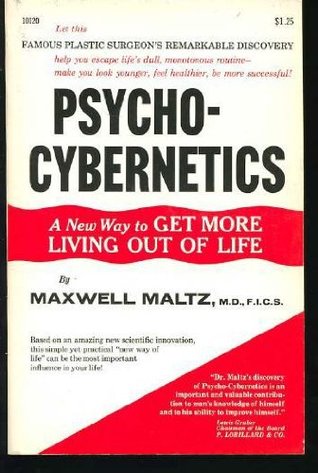 10120
$1.25
Let this
FAMOUS PLASTIC SURGEON'S REMARKABLE DISCOVERY
help you escape life's dull, monotonous routine—
make you look younger, feel healthier, be more successful!
PSYCHO-
CYBERNETICS
A New Way to GET MORE
LIVING OUT OF LIFE
By
MAXWELL MALTZ, M.D., F.I.C.S.
Based on an amazing new scientific innovation,
this simple yet practical "new way of
life" can be the most important
influence in your life!
"Dr. Maltz's discovery
of Psycho-Cybernetics is an
important and valuable contribu-
tion to man's knowledge of himself
and to his ability to improve himself."
Lewis Gruber
Chairman of the Board
P. LORILLARD & CO.